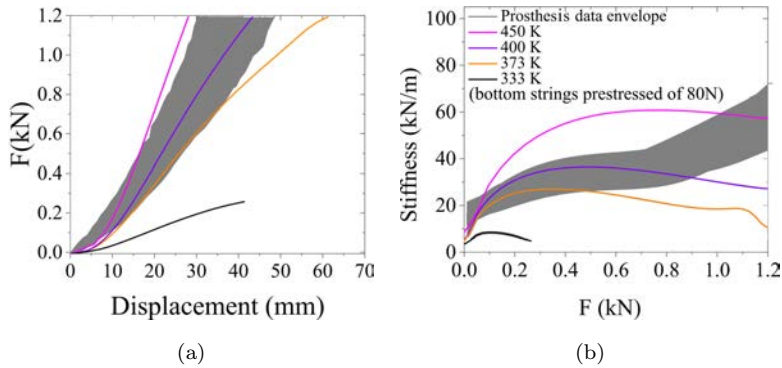 (a)
F(kN)
1.2
1.0
0.8
0.6
0.4
0.2
0.0
0 10 20 30 40 50 60 70
Displacement (mm)
(a)
(b)
Stiffness (kN/m)
100
80
60
40
20
0
Prosthesis data envelope
450 K
400 K
373 K
333 K
(bottom strings prestressed of 80N)
0.0 0.2 0.4 0.6 0.8 1.0 1.2
F (kN)
(b)